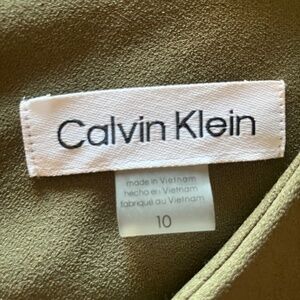 Calvin Klein
made in Vietnam
hecho en Vietnam
fabriqué au Vietnam
10